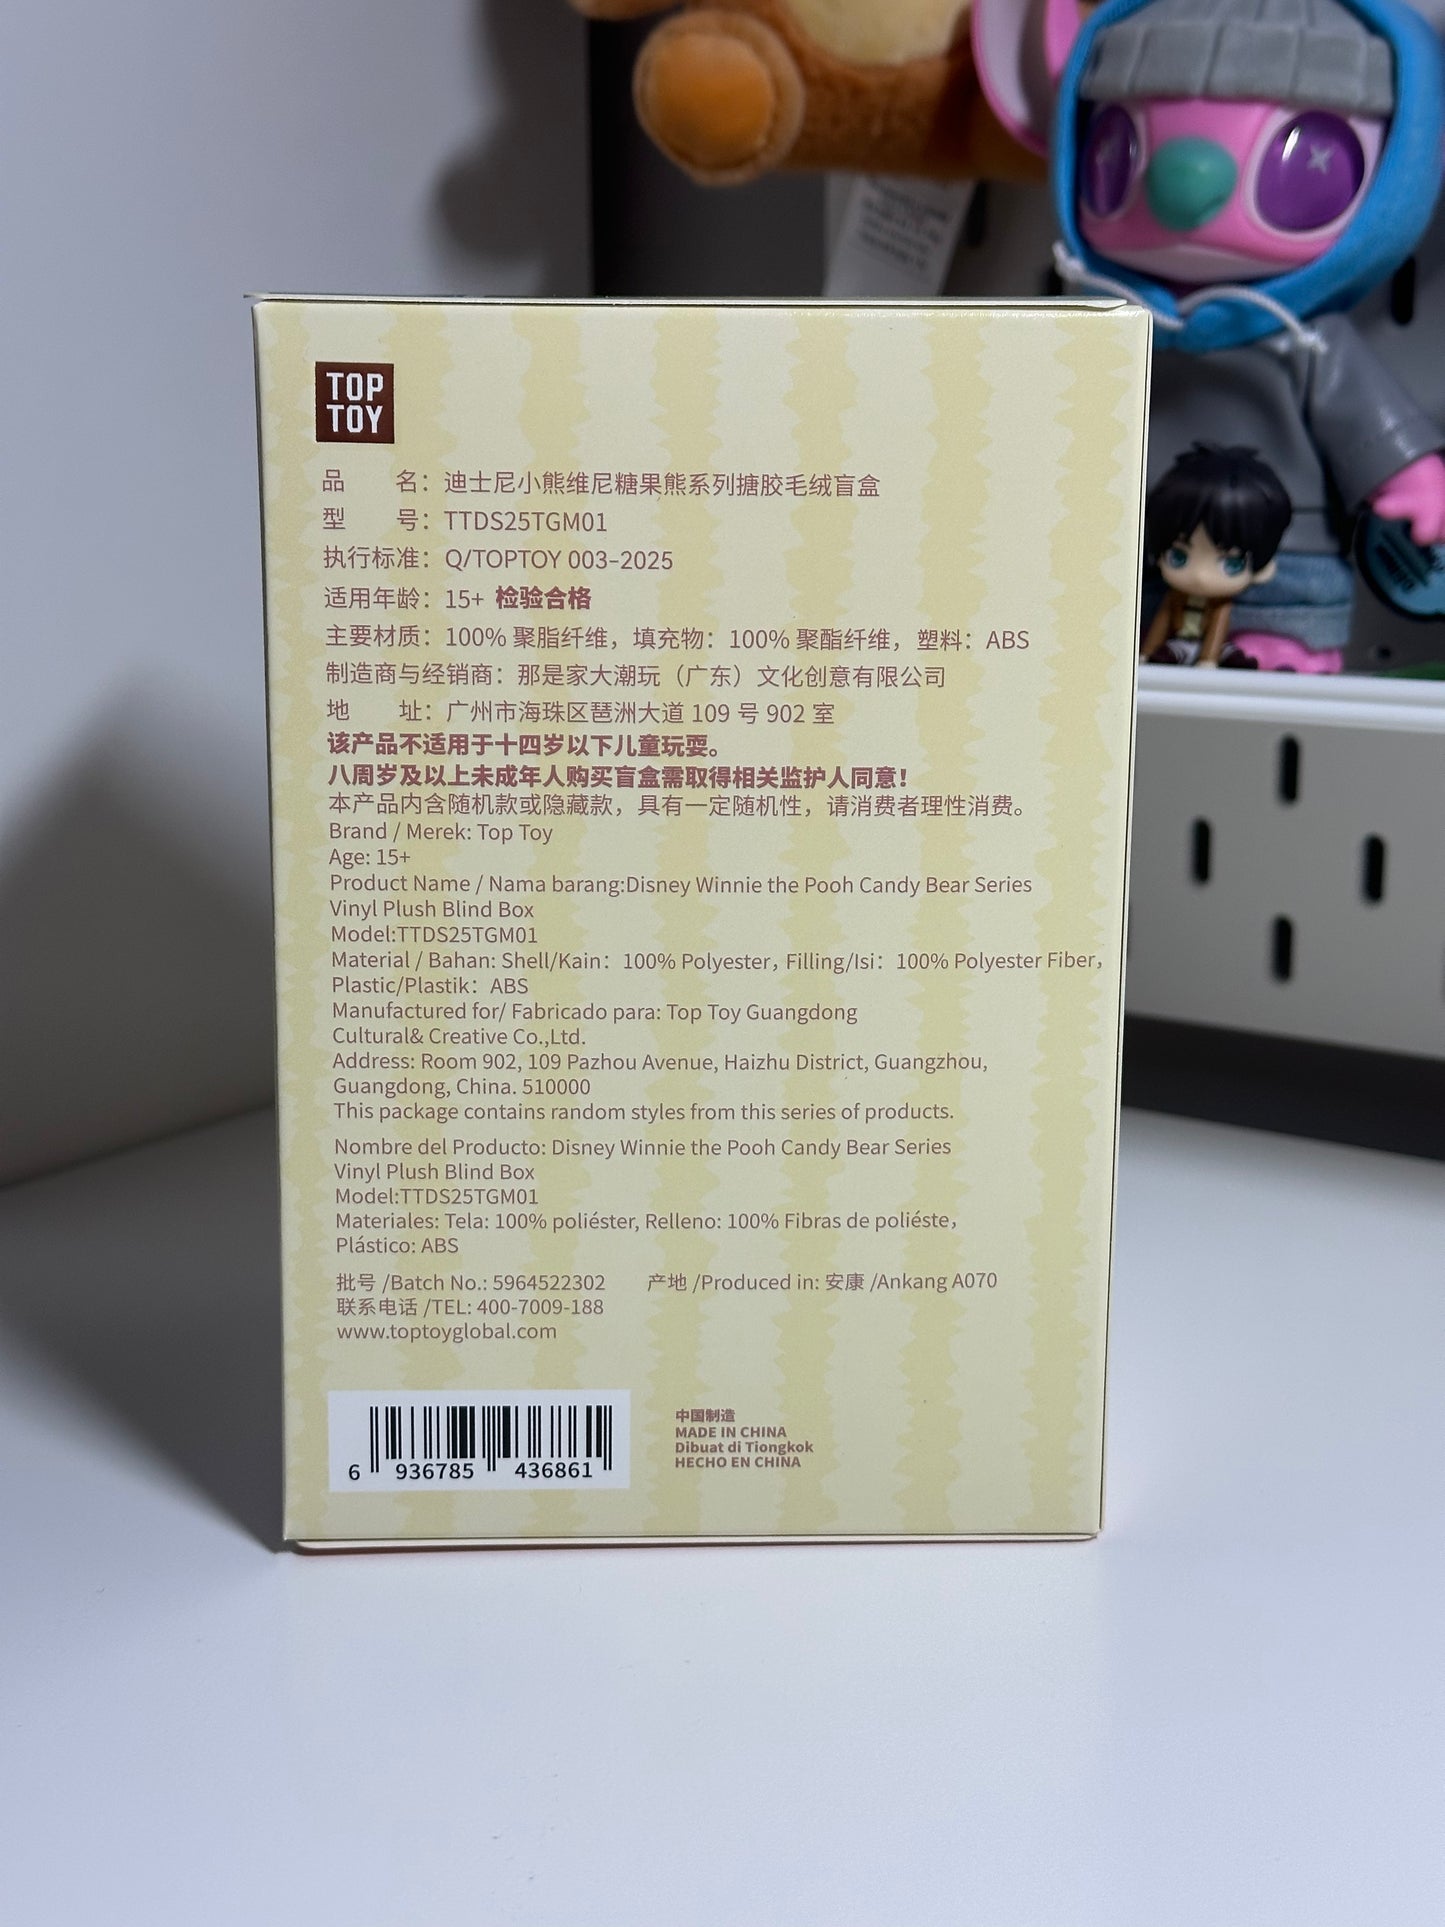 TOP
TOY
品 名：迪士尼小熊维尼糖果熊系列搪胶毛绒盲盒
型 号：TTDS25TGM01
执行标准：Q/TOPTOY 003-2025
适用年龄：15+ 检验合格
主要材质：100% 聚脂纤维，填充物：100% 聚酯纤维，塑料：ABS
制造商与经销商：那是家大潮玩（广东）文化创意有限公司
地 址：广州市海珠区琶洲大道 109 号 902 室
该产品不适用于十四岁以下儿童玩耍。
八周岁及以上未成年人购买盲盒需取得相关监护人同意！
本产品内含随机款或隐藏款，具有一定随机性，请消费者理性消费。
Brand / Merek: Top Toy
Age: 15+
Product Name / Nama barang:Disney Winnie the Pooh Candy Bear Series
Vinyl Plush Blind Box
Model:TTDS25TGM01
Material / Bahan: Shell/Kain：100% Polyester，Filling/Isi：100% Polyester Fiber，
Plastic/Plastik：ABS
Manufactured for/ Fabricado para: Top Toy Guangdong
Cultural& Creative Co.,Ltd.
Address: Room 902, 109 Pazhou Avenue, Haizhu District, Guangzhou,
Guangdong, China. 510000
This package contains random styles from this series of products.
Nombre del Producto: Disney Winnie the Pooh Candy Bear Series
Vinyl Plush Blind Box
Model:TTDS25TGM01
Materiales: Tela: 100% poliéster, Relleno: 100% Fibras de poliéste，
Plástico: ABS
批号 /Batch No.: 5964522302 产地 /Produced in: 安康 /Ankang A070
联系电话 /TEL: 400-7009-188
www.toptoyglobal.com
6 936785 436861
中国制造
MADE IN CHINA
Dibuat di Tiongkok
HECHO EN CHINA